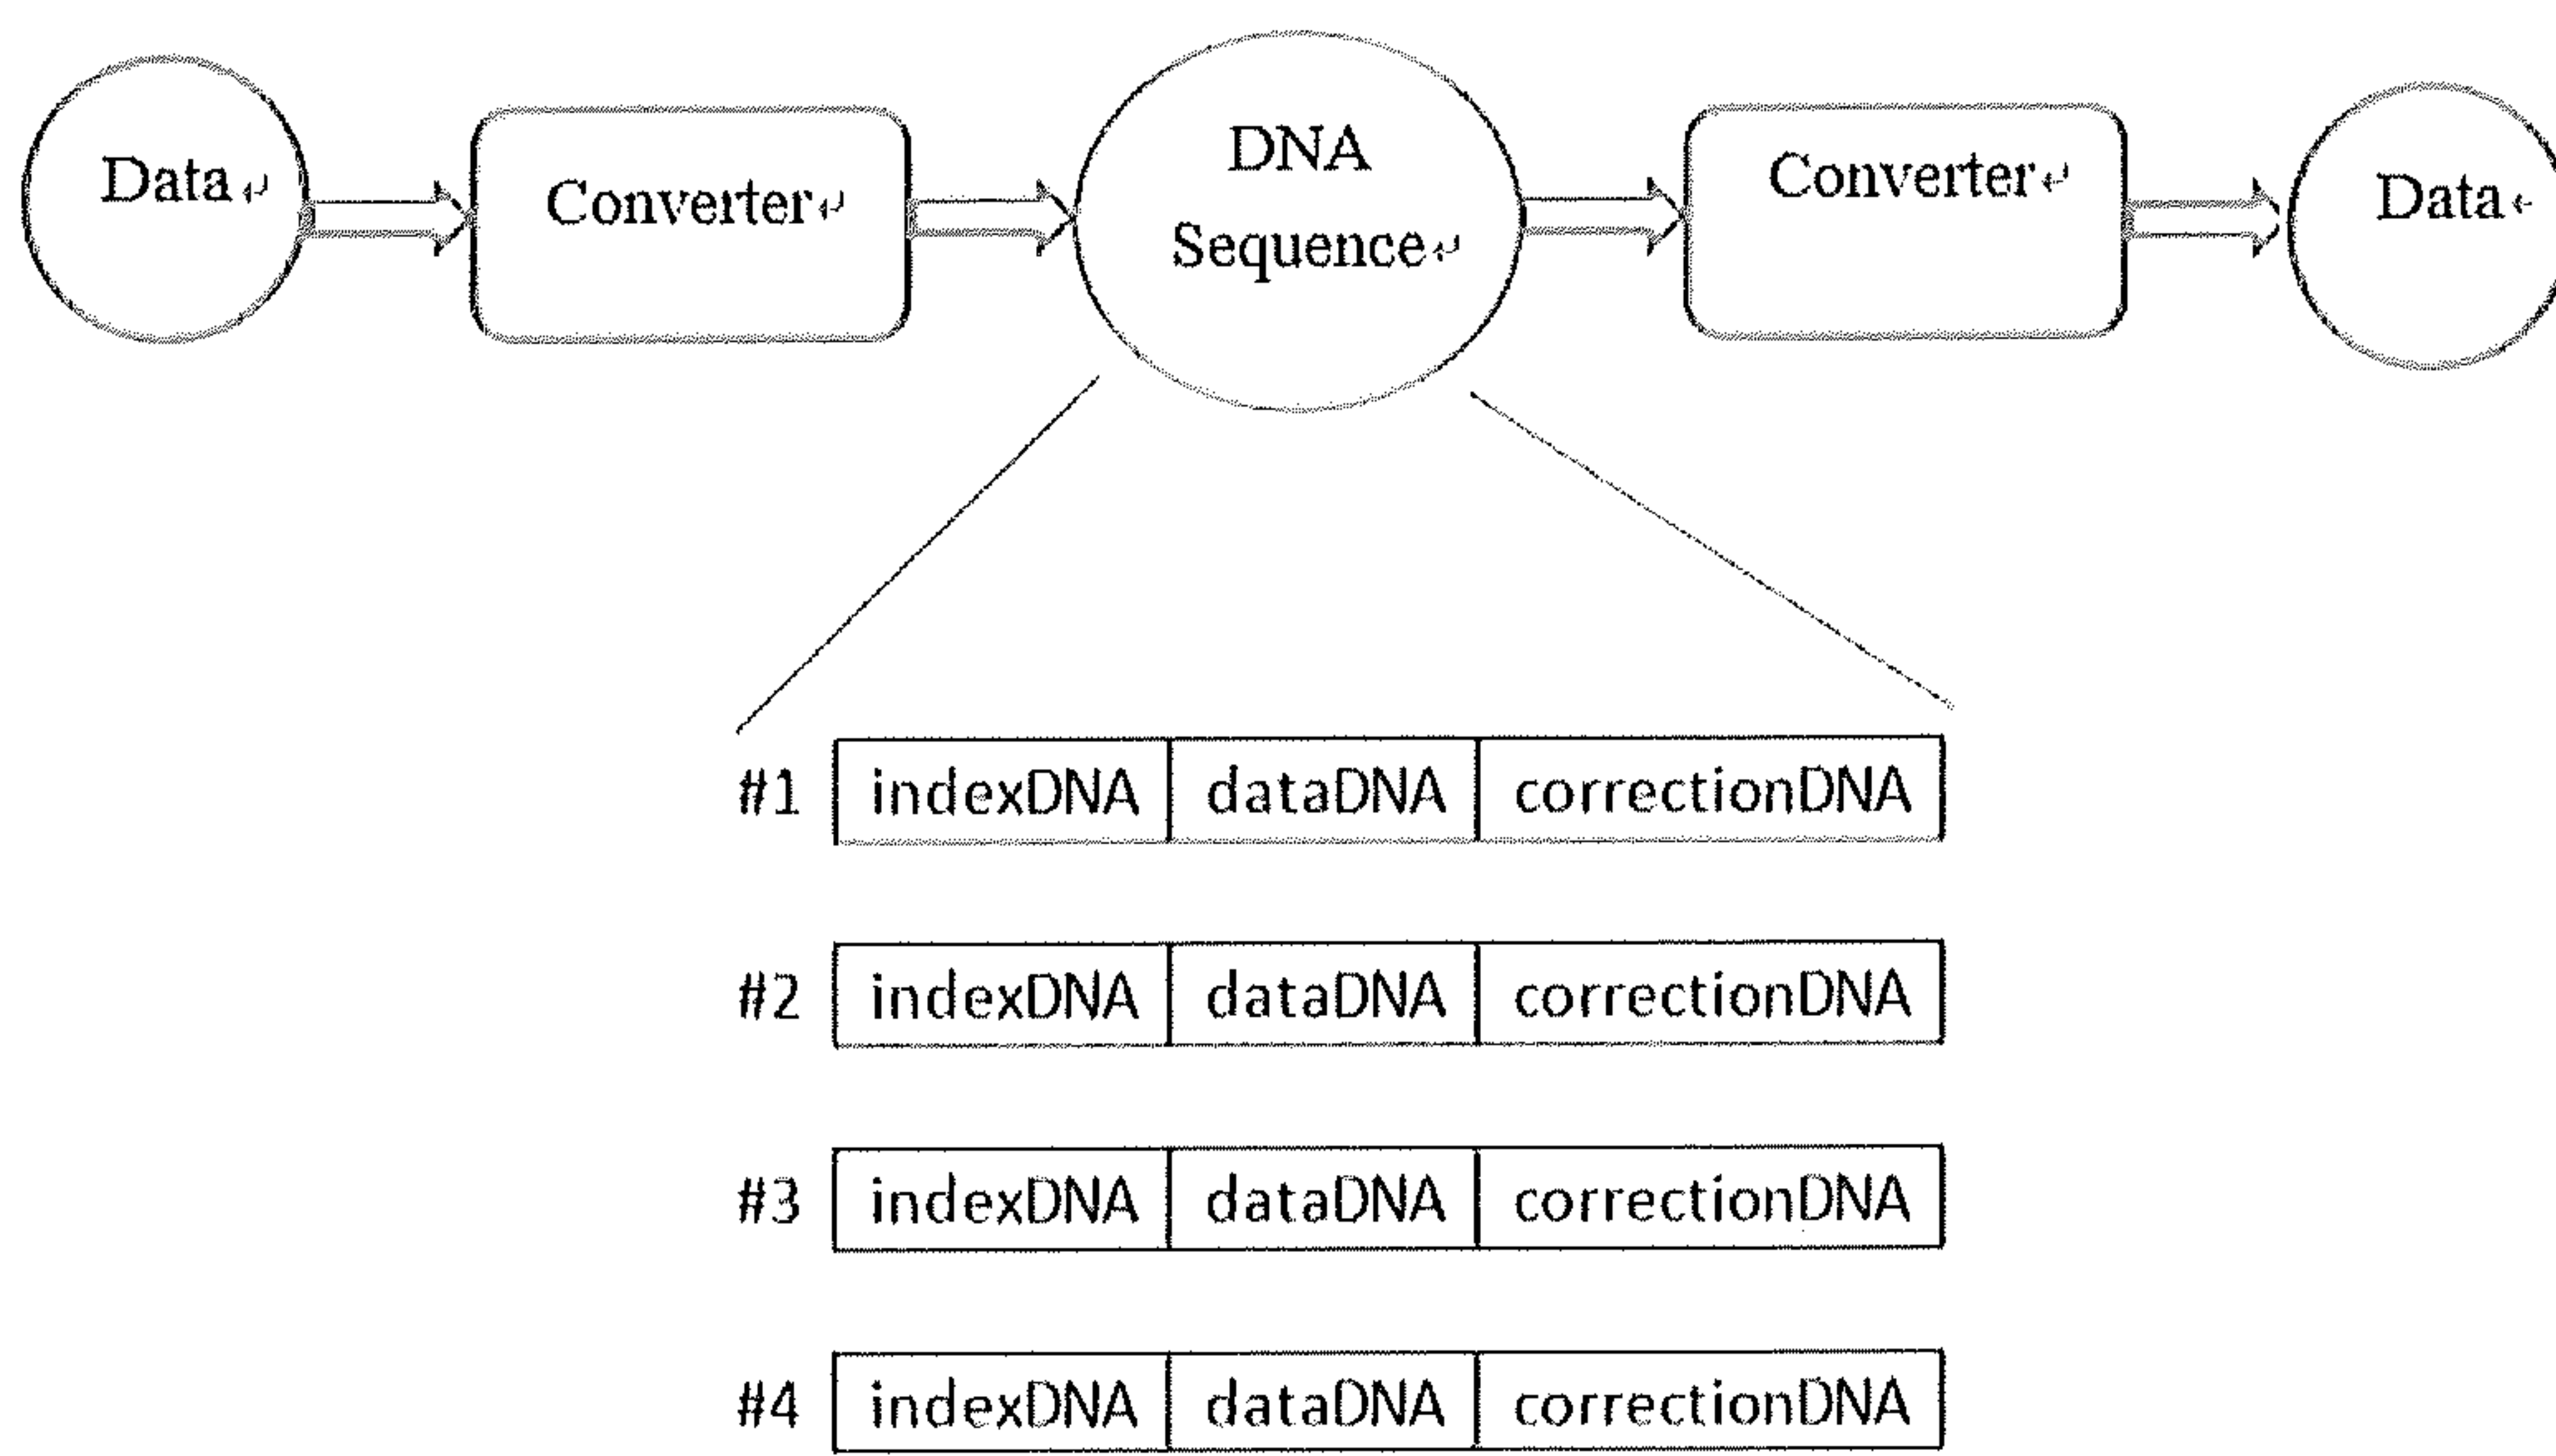 Data↵
Converter↵
DNA
Sequence↵
Converter↵
Data←
#1 indexDNA dataDNA correctionDNA
#2 indexDNA dataDNA correctionDNA
#3 indexDNA dataDNA correctionDNA
#4 indexDNA dataDNA correctionDNA